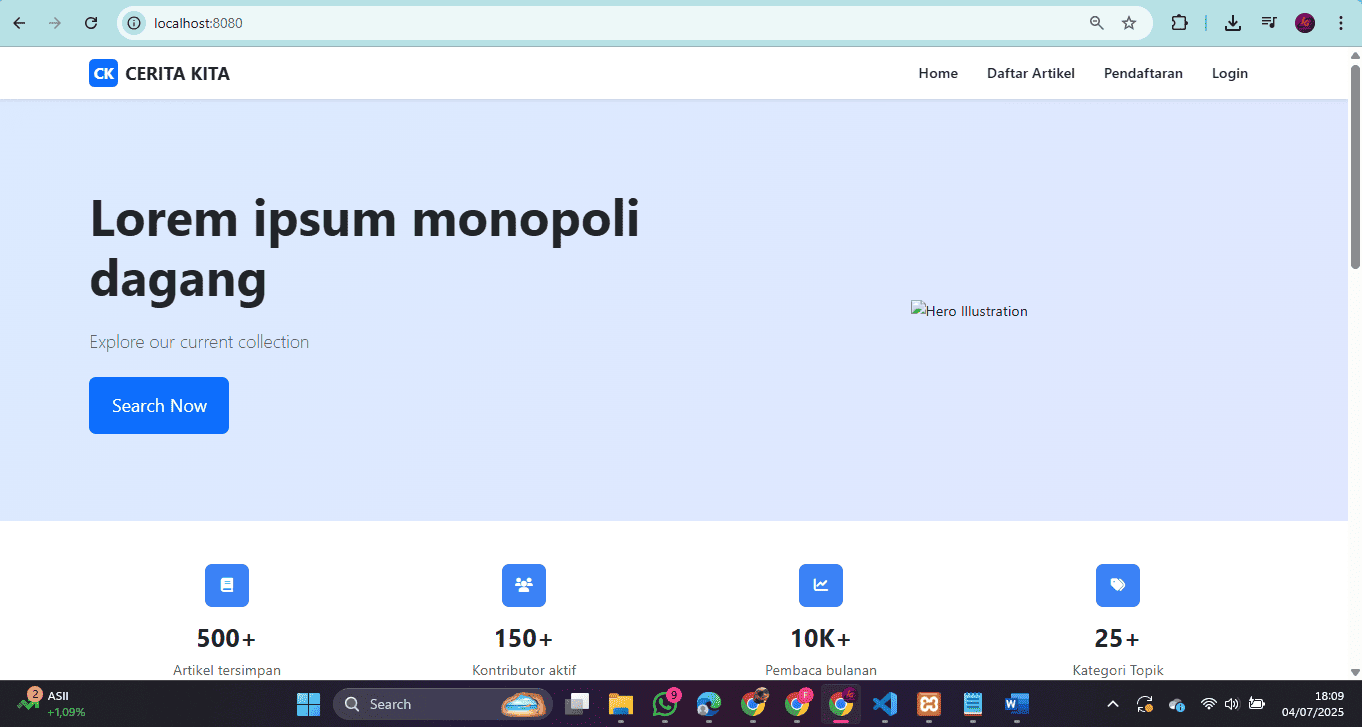 localhost:8080
CK CERITA KITA
Home Daftar Artikel Pendaftaran Login
Lorem ipsum monopoli
dagang
Explore our current collection
Search Now
Hero Illustration
500+ 150+ 10K+ 25+
Artikel tersimpan Kontributor aktif Pembaca bulanan Kategori Topik
2 ASII
+1,09%
Search
9
F
W
18:09
04/07/2025